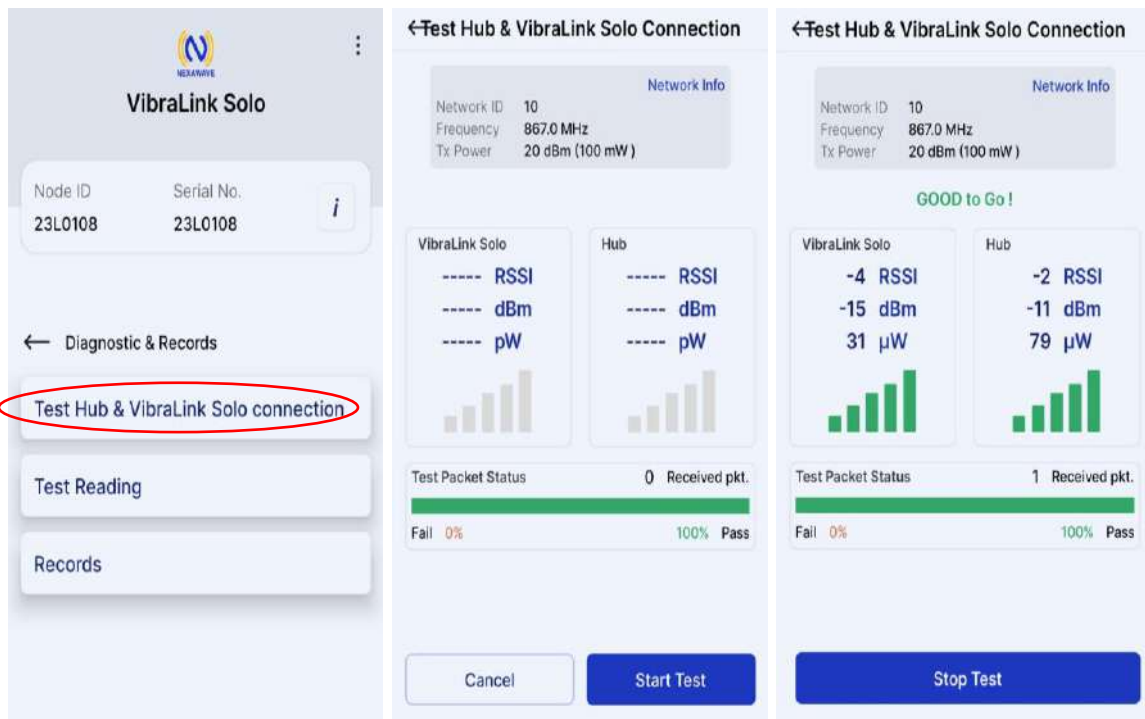 NEXAWAVE
VibraLink Solo
Node ID
Serial No.
23L0108
23L0108
i
Diagnostic & Records
Test Hub & VibraLink Solo connection
Test Reading
Records
Test Hub & VibraLink Solo Connection
Network Info
Network ID 10
Frequency 867.0 MHz
Tx Power 20 dBm (100 mW )
VibraLink Solo
----- RSSI
----- dBm
----- pW
Hub
----- RSSI
----- dBm
----- pW
Test Packet Status 0 Received pkt.
Fail 0% 100% Pass
Cancel
Start Test
Test Hub & VibraLink Solo Connection
Network Info
Network ID 10
Frequency 867.0 MHz
Tx Power 20 dBm (100 mW )
GOOD to Go !
VibraLink Solo
-4 RSSI
-15 dBm
31 µW
Hub
-2 RSSI
-11 dBm
79 µW
Test Packet Status 1 Received pkt.
Fail 0% 100% Pass
Stop Test